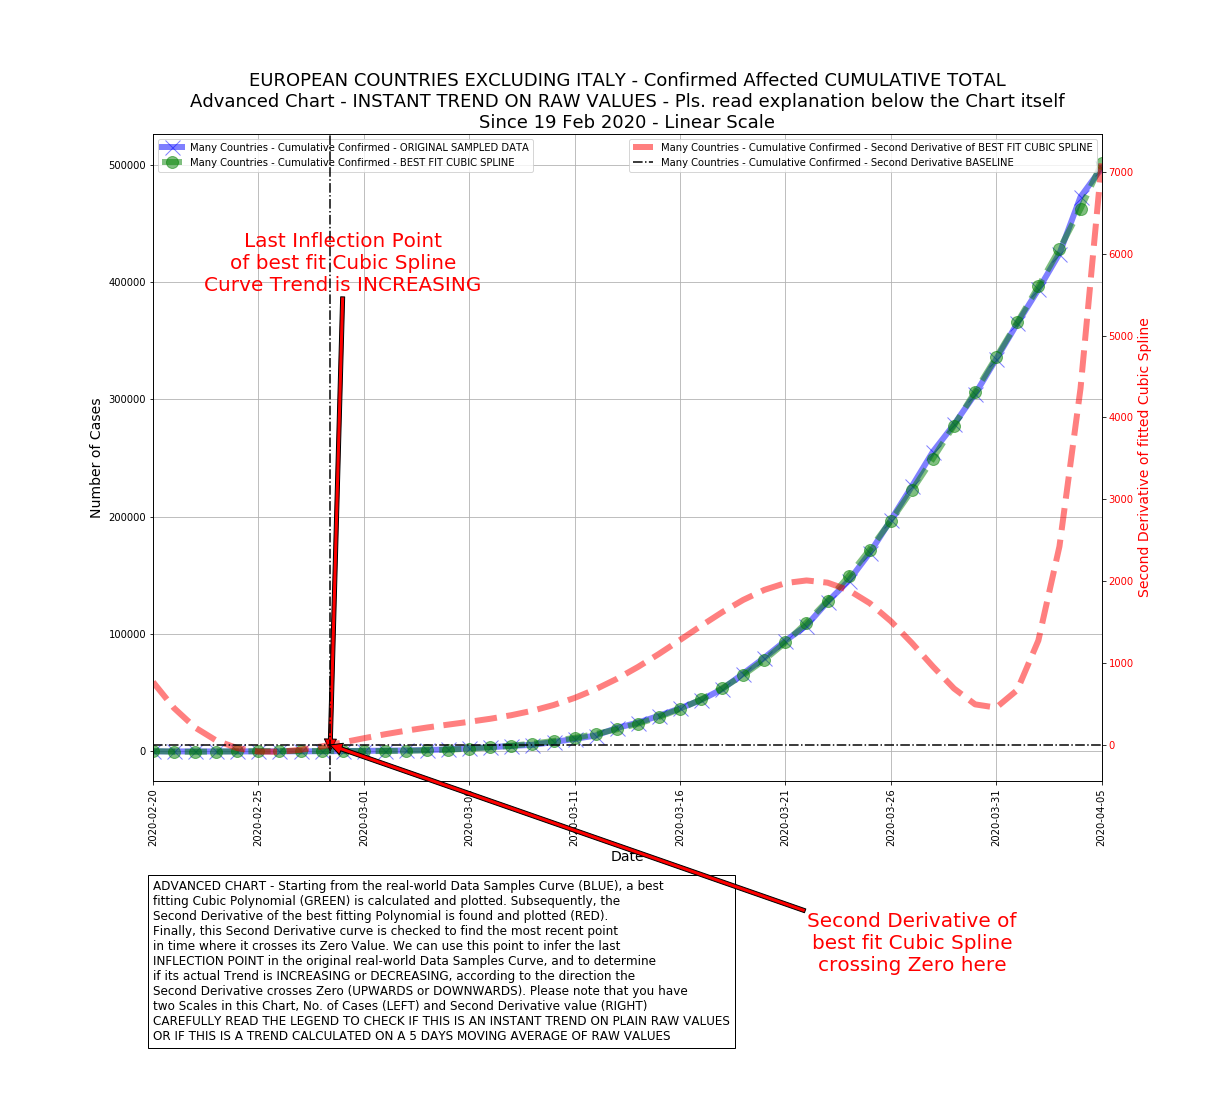 EUROPEAN COUNTRIES EXCLUDING ITALY - Confirmed Affected CUMULATIVE TOTAL
Advanced Chart - INSTANT TREND ON RAW VALUES - Pls. read explanation below the Chart itself
Since 19 Feb 2020 - Linear Scale
Many Countries - Cumulative Confirmed - ORIGINAL SAMPLED DATA
Many Countries - Cumulative Confirmed - BEST FIT CUBIC SPLINE
Many Countries - Cumulative Confirmed - Second Derivative of BEST FIT CUBIC SPLINE
Many Countries - Cumulative Confirmed - Second Derivative BASELINE
Last Inflection Point
of best fit Cubic Spline
Curve Trend is INCREASING
Number of Cases
500000
400000
300000
200000
100000
0
7000
6000
5000
4000
3000
2000
1000
0
Second Derivative of fitted Cubic Spline
2020-02-20
2020-02-25
2020-03-01
2020-03-0
2020-03-11
2020-03-16
2020-03-21
2020-03-26
2020-03-31
2020-04-05
Date
ADVANCED CHART - Starting from the real-world Data Samples Curve (BLUE), a best
fitting Cubic Polynomial (GREEN) is calculated and plotted. Subsequently, the
Second Derivative of the best fitting Polynomial is found and plotted (RED).
Finally, this Second Derivative curve is checked to find the most recent point
in time where it crosses its Zero Value. We can use this point to infer the last
INFLECTION POINT in the original real-world Data Samples Curve, and to determine
if its actual Trend is INCREASING or DECREASING, according to the direction the
Second Derivative crosses Zero (UPWARDS or DOWNWARDS). Please note that you have
two Scales in this Chart, No. of Cases (LEFT) and Second Derivative value (RIGHT)
CAREFULLY READ THE LEGEND TO CHECK IF THIS IS AN INSTANT TREND ON PLAIN RAW VALUES
OR IF THIS IS A TREND CALCULATED ON A 5 DAYS MOVING AVERAGE OF RAW VALUES
Second Derivative of
best fit Cubic Spline
crossing Zero here